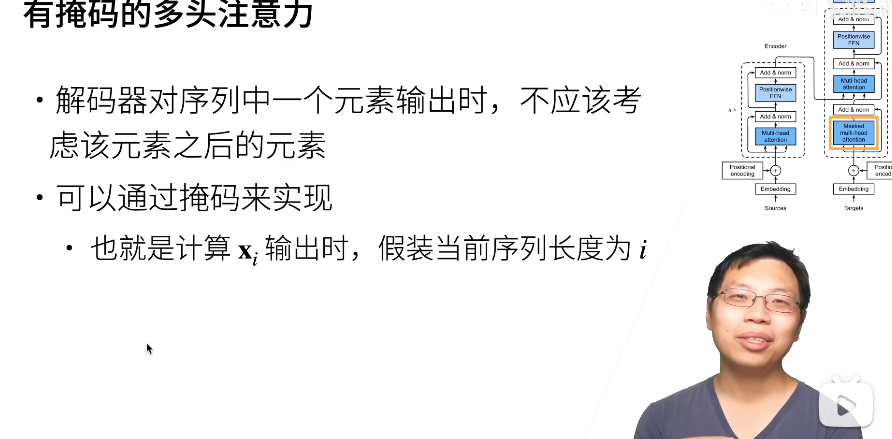 有掩码的多头注意力
• 解码器对序列中一个元素输出时，不应该考
虑该元素之后的元素
• 可以通过掩码来实现
• 也就是计算 xᵢ 输出时，假装当前序列长度为 i
Encoder
Add & norm
Positionwise
FFN
Add & norm
Multi-head
attention
Positional
encoding
+
Embedding
Sources
Add & norm
Positionwise
FFN
Add & norm
Multi-head
attention
Add & norm
Masked
multi-head
attention
+
Embedding
Targets